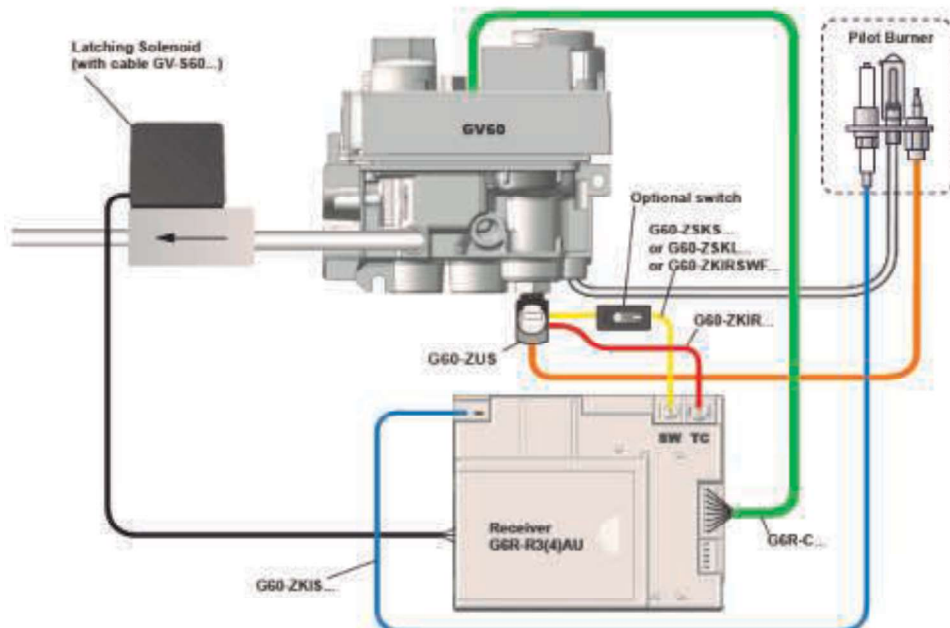 Latching Solenoid
(with cable GV-S60...)
Pilot Burner
GV60
Optional switch
G60-ZSKS...
or G60-ZSKL...
or G60-ZKIRSWF...
G60-ZKIR...
G60-ZUS
SW TC
Receiver
G6R-R3(4)AU
G6R-C...
G60-ZKIS...